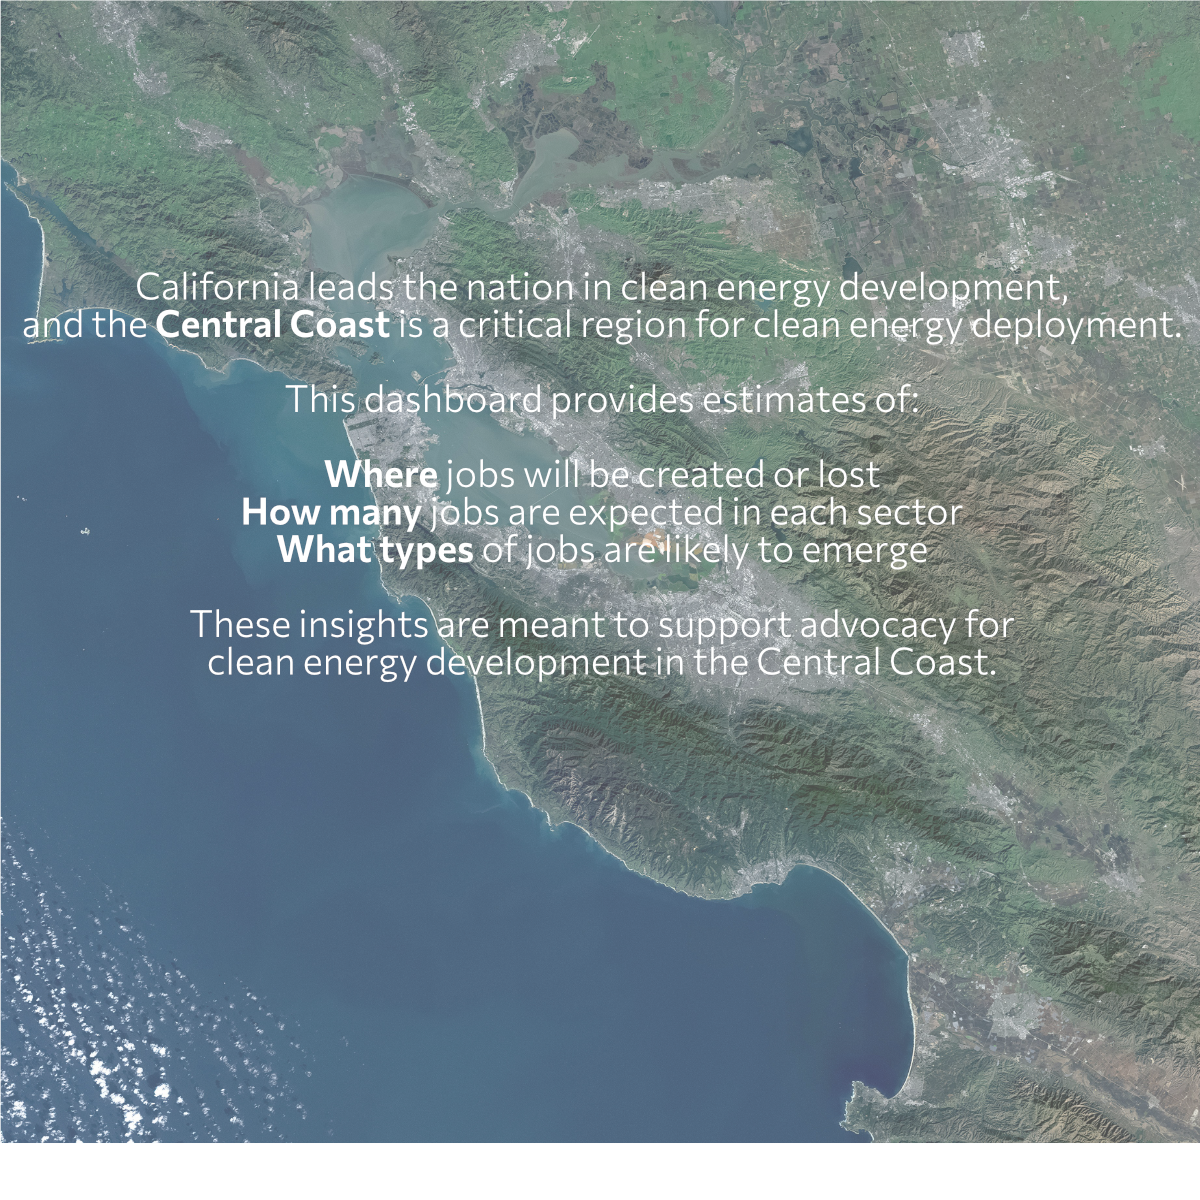 California leads the nation in clean energy development,
and the Central Coast is a critical region for clean energy deployment.
This dashboard provides estimates of:
Where jobs will be created or lost
How many jobs are expected in each sector
What types of jobs are likely to emerge
These insights are meant to support advocacy for
clean energy development in the Central Coast.